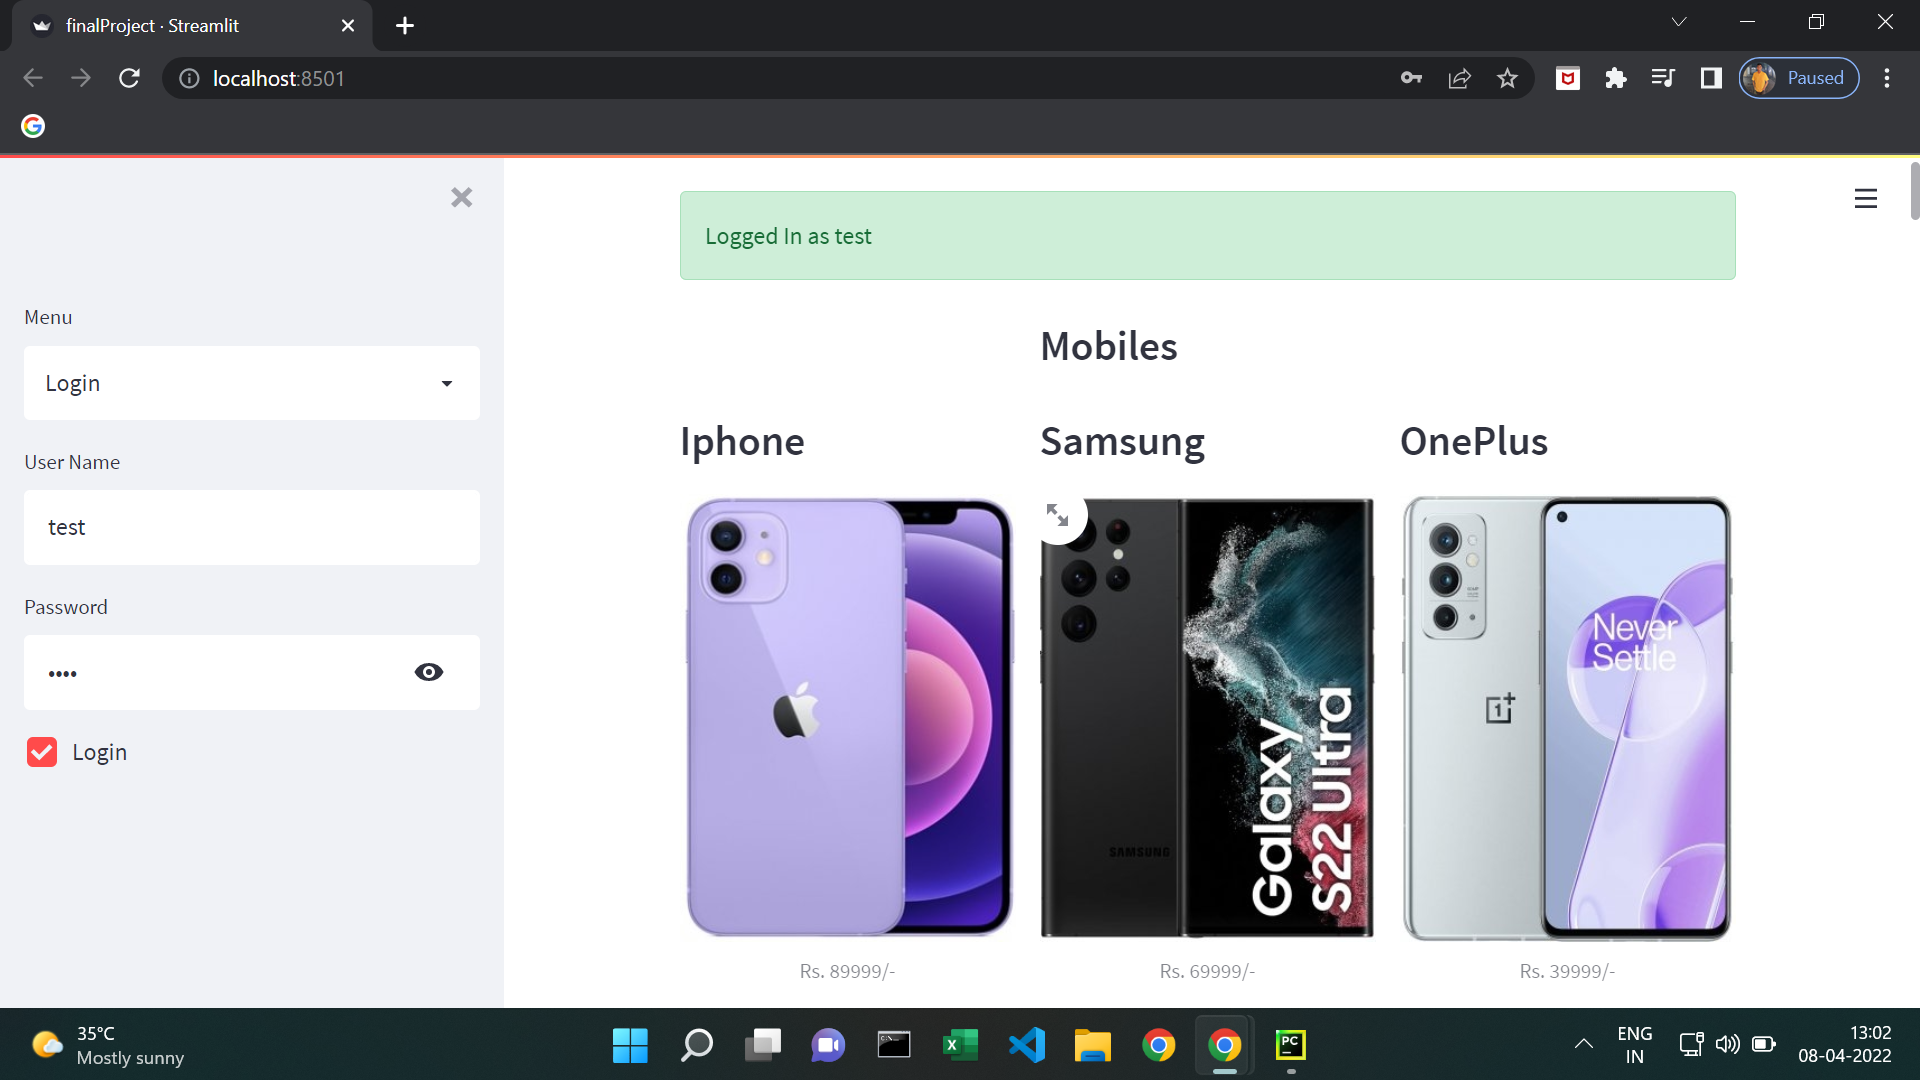 finalProject · Streamlit
localhost:8501
Paused
Menu
Login
User Name
test
Password
••••
Login
Logged In as test
Mobiles
Iphone
Samsung
OnePlus
SAMSUNG
Galaxy
S22 Ultra
Never
Settle
Rs. 89999/-
Rs. 69999/-
Rs. 39999/-
35°C
Mostly sunny
PC
ENG
IN
13:02
08-04-2022